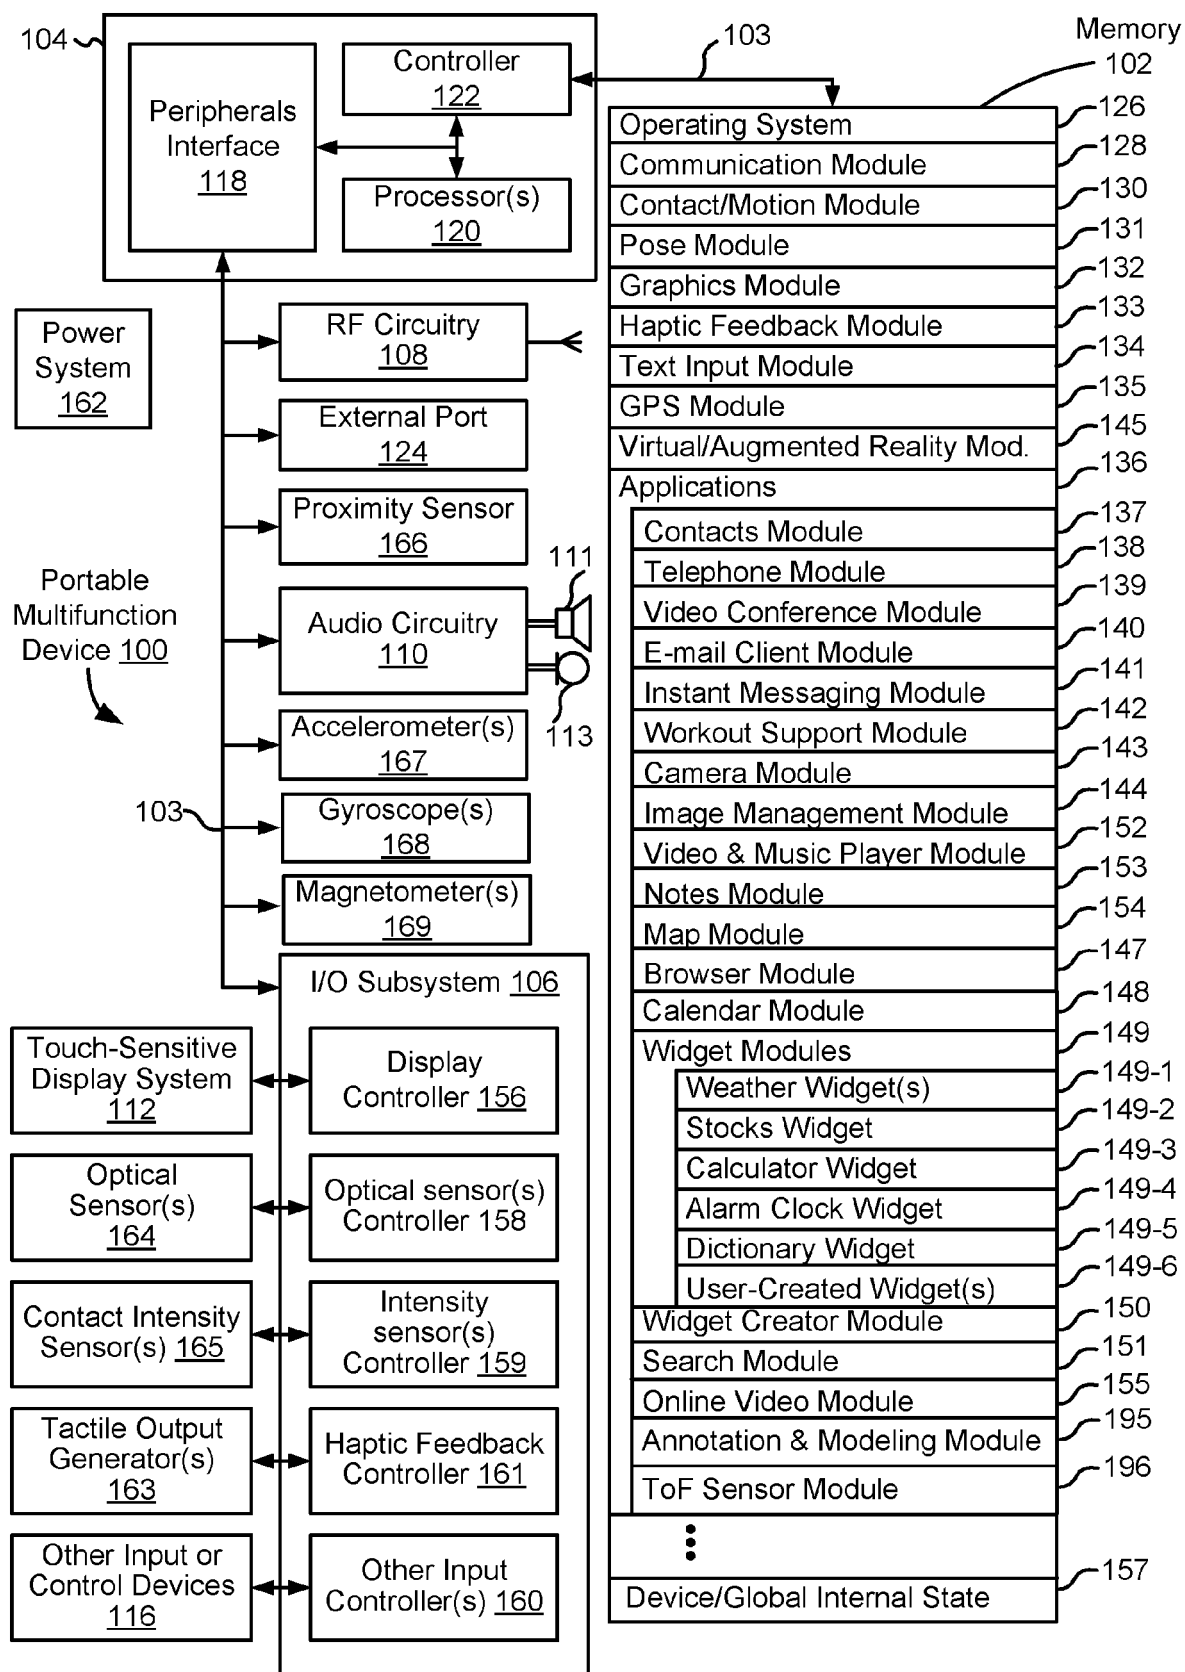 104
Peripherals
Interface
118
Controller
122
Processor(s)
120
103
Memory
102
Power
System
162
RF Circuitry
108
External Port
124
Proximity Sensor
166
Portable
Multifunction
Device 100
Audio Circuitry
110
111
113
Accelerometer(s)
167
103
Gyroscope(s)
168
Magnetometer(s)
169
I/O Subsystem 106
Touch-Sensitive
Display System
112
Display
Controller 156
Optical
Sensor(s)
164
Optical sensor(s)
Controller 158
Contact Intensity
Sensor(s) 165
Intensity
sensor(s)
Controller 159
Tactile Output
Generator(s)
163
Haptic Feedback
Controller 161
Other Input or
Control Devices
116
Other Input
Controller(s) 160
Operating System 126
Communication Module 128
Contact/Motion Module 130
Pose Module 131
Graphics Module 132
Haptic Feedback Module 133
Text Input Module 134
GPS Module 135
Virtual/Augmented Reality Mod. 145
Applications 136
Contacts Module 137
Telephone Module 138
Video Conference Module 139
E-mail Client Module 140
Instant Messaging Module 141
Workout Support Module 142
Camera Module 143
Image Management Module 144
Video & Music Player Module 152
Notes Module 153
Map Module 154
Browser Module 147
Calendar Module 148
Widget Modules 149
Weather Widget(s) 149-1
Stocks Widget 149-2
Calculator Widget 149-3
Alarm Clock Widget 149-4
Dictionary Widget 149-5
User-Created Widget(s) 149-6
Widget Creator Module 150
Search Module 151
Online Video Module 155
Annotation & Modeling Module 195
ToF Sensor Module 196
Device/Global Internal State 157